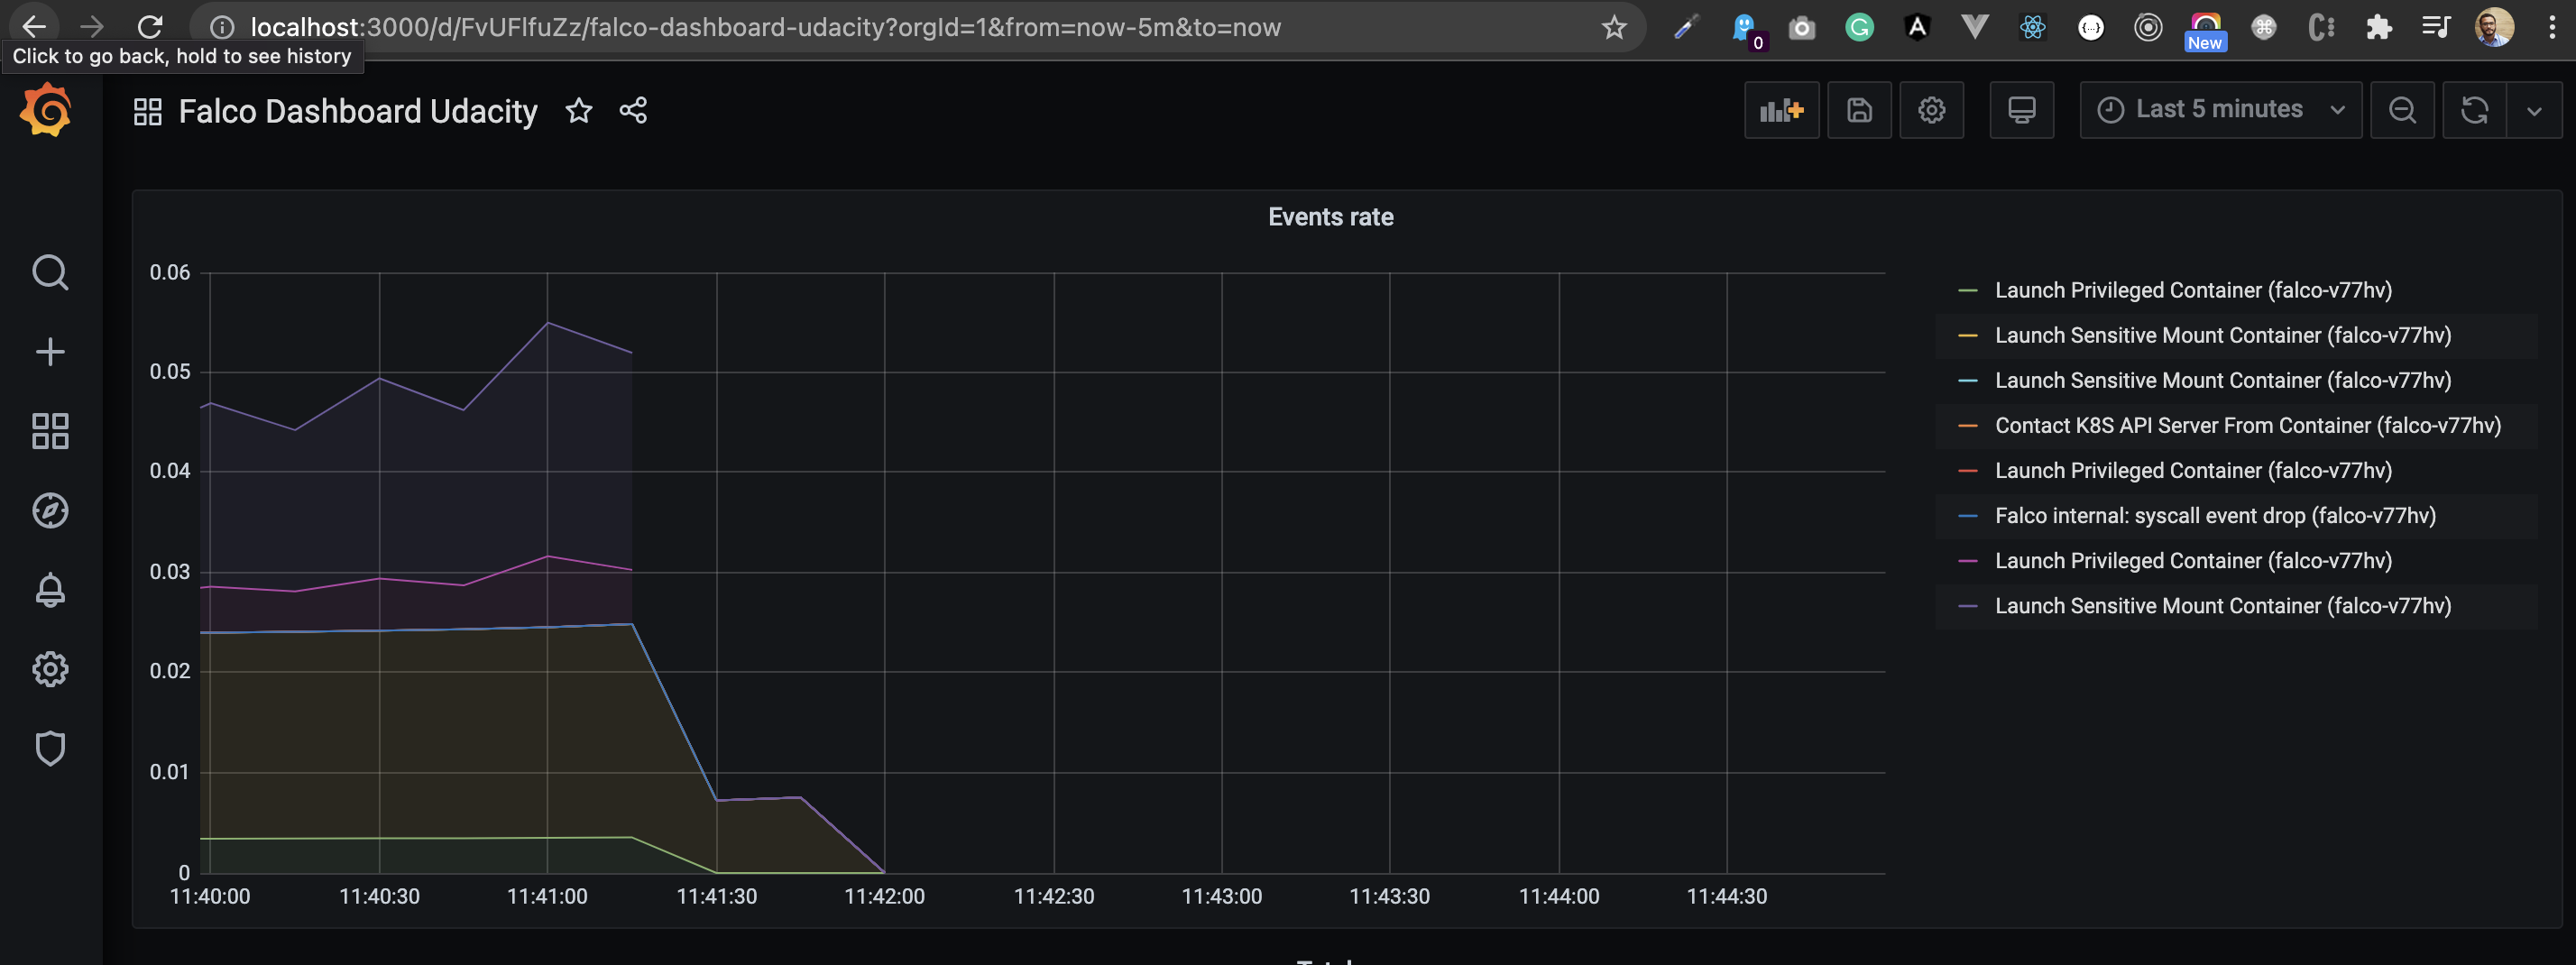 localhost:3000/d/FvUFlfuZz/falco-dashboard-udacity?orgId=1&from=now-5m&to=now
0
New
Click to go back, hold to see history
Falco Dashboard Udacity
Last 5 minutes
Events rate
0.06
0.05
0.04
0.03
0.02
0.01
0
11:40:00 11:40:30 11:41:00 11:41:30 11:42:00 11:42:30 11:43:00 11:43:30 11:44:00 11:44:30
Launch Privileged Container (falco-v77hv)
Launch Sensitive Mount Container (falco-v77hv)
Launch Sensitive Mount Container (falco-v77hv)
Contact K8S API Server From Container (falco-v77hv)
Launch Privileged Container (falco-v77hv)
Falco internal: syscall event drop (falco-v77hv)
Launch Privileged Container (falco-v77hv)
Launch Sensitive Mount Container (falco-v77hv)